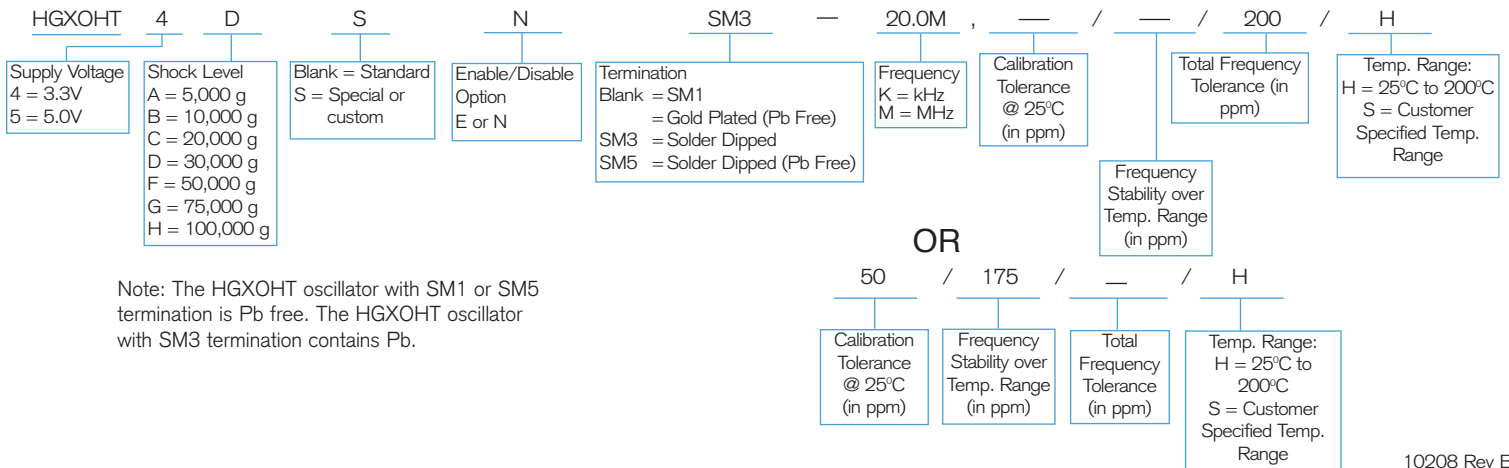 HGXOHT 4 D S N SM3 — 20.0M , — / — / 200 / H
Supply Voltage
4 = 3.3V
5 = 5.0V
Shock Level
A = 5,000 g
B = 10,000 g
C = 20,000 g
D = 30,000 g
F = 50,000 g
G = 75,000 g
H = 100,000 g
Blank = Standard
S = Special or
custom
Enable/Disable
Option
E or N
Termination
Blank = SM1
= Gold Plated (Pb Free)
SM3 = Solder Dipped
SM5 = Solder Dipped (Pb Free)
Frequency
K = kHz
M = MHz
Calibration
Tolerance
@ 25°C
(in ppm)
Frequency
Stability over
Temp. Range
(in ppm)
Total Frequency
Tolerance (in
ppm)
Temp. Range:
H = 25°C to 200°C
S = Customer
Specified Temp.
Range
OR
50 / 175 / — / H
Calibration
Tolerance
@ 25°C
(in ppm)
Frequency
Stability over
Temp. Range
(in ppm)
Total
Frequency
Tolerance
(in ppm)
Temp. Range:
H = 25°C to
200°C
S = Customer
Specified Temp.
Range
Note: The HGXOHT oscillator with SM1 or SM5
termination is Pb free. The HGXOHT oscillator
with SM3 termination contains Pb.